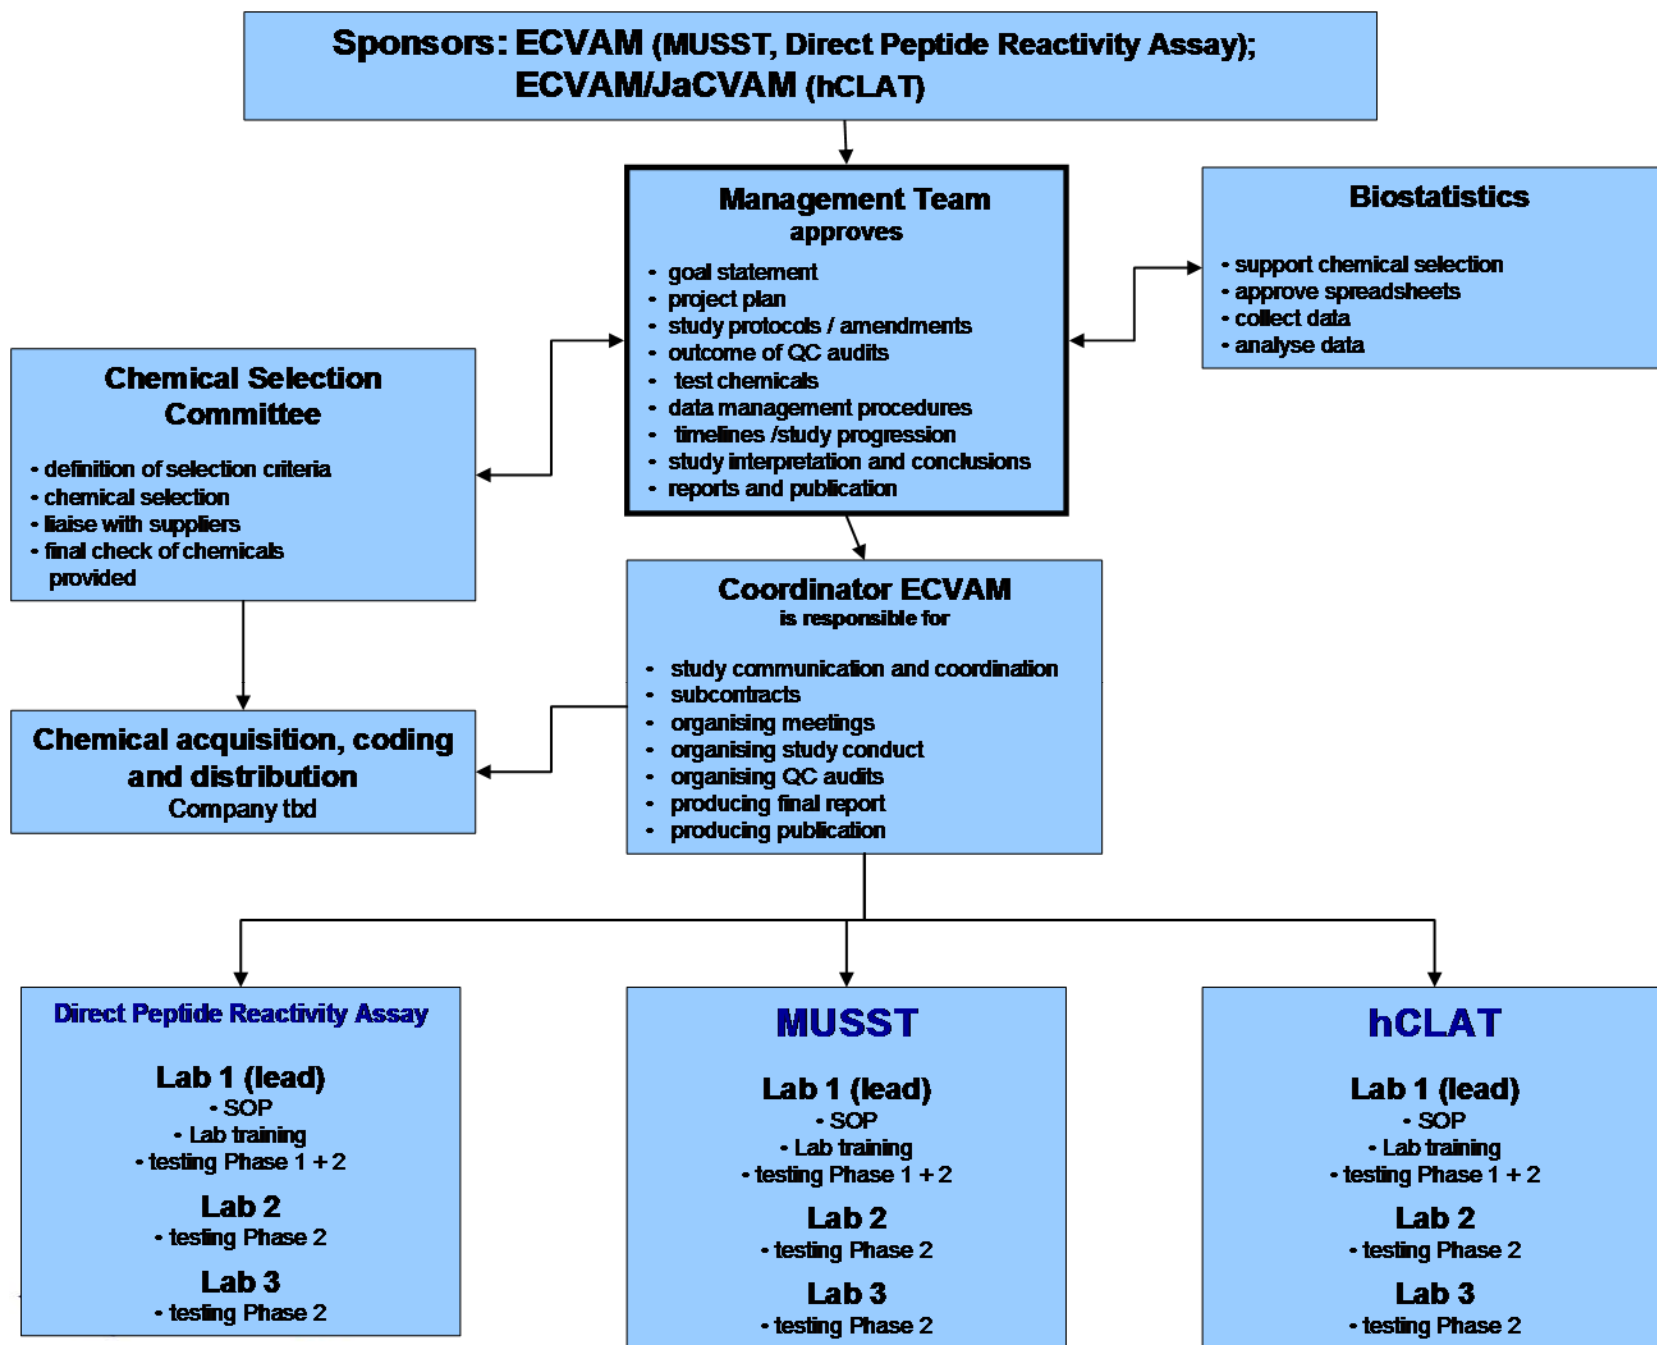 Sponsors: ECVAM (MUSST, Direct Peptide Reactivity Assay);
ECVAM/JaCVAM (hCLAT)
Management Team
approves
• goal statement
• project plan
• study protocols / amendments
• outcome of QC audits
• test chemicals
• data management procedures
• timelines /study progression
• study interpretation and conclusions
• reports and publication
Biostatistics
• support chemical selection
• approve spreadsheets
• collect data
• analyse data
Chemical Selection
Committee
• definition of selection criteria
• chemical selection
• liaise with suppliers
• final check of chemicals
provided
Coordinator ECVAM
is responsible for
• study communication and coordination
• subcontracts
• organising meetings
• organising study conduct
• organising QC audits
• producing final report
• producing publication
Chemical acquisition, coding
and distribution
Company tbd
Direct Peptide Reactivity Assay
Lab 1 (lead)
• SOP
• Lab training
• testing Phase 1 + 2
Lab 2
• testing Phase 2
Lab 3
• testing Phase 2
MUSST
Lab 1 (lead)
• SOP
• Lab training
• testing Phase 1 + 2
Lab 2
• testing Phase 2
Lab 3
• testing Phase 2
hCLAT
Lab 1 (lead)
• SOP
• Lab training
• testing Phase 1 + 2
Lab 2
• testing Phase 2
Lab 3
• testing Phase 2